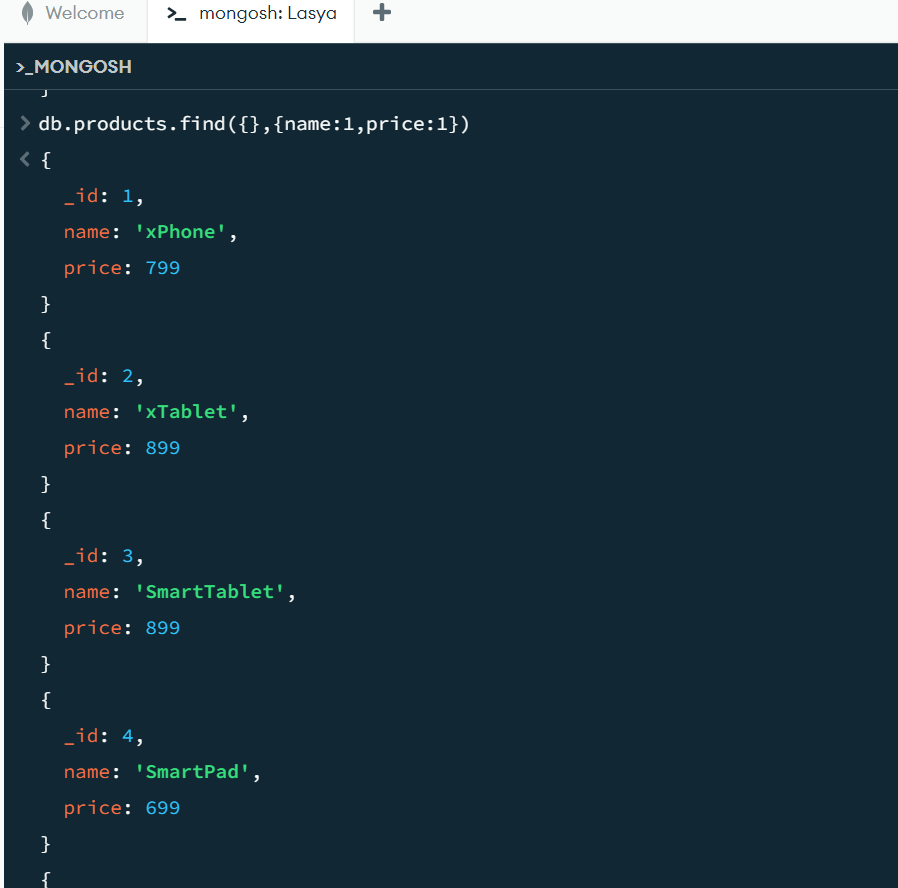 Welcome >_ mongosh: Lasya +
>_MONGOSH
}
> db.products.find({},{name:1,price:1})
< {
_id: 1,
name: 'xPhone',
price: 799
}
{
_id: 2,
name: 'xTablet',
price: 899
}
{
_id: 3,
name: 'SmartTablet',
price: 899
}
{
_id: 4,
name: 'SmartPad',
price: 699
}
{